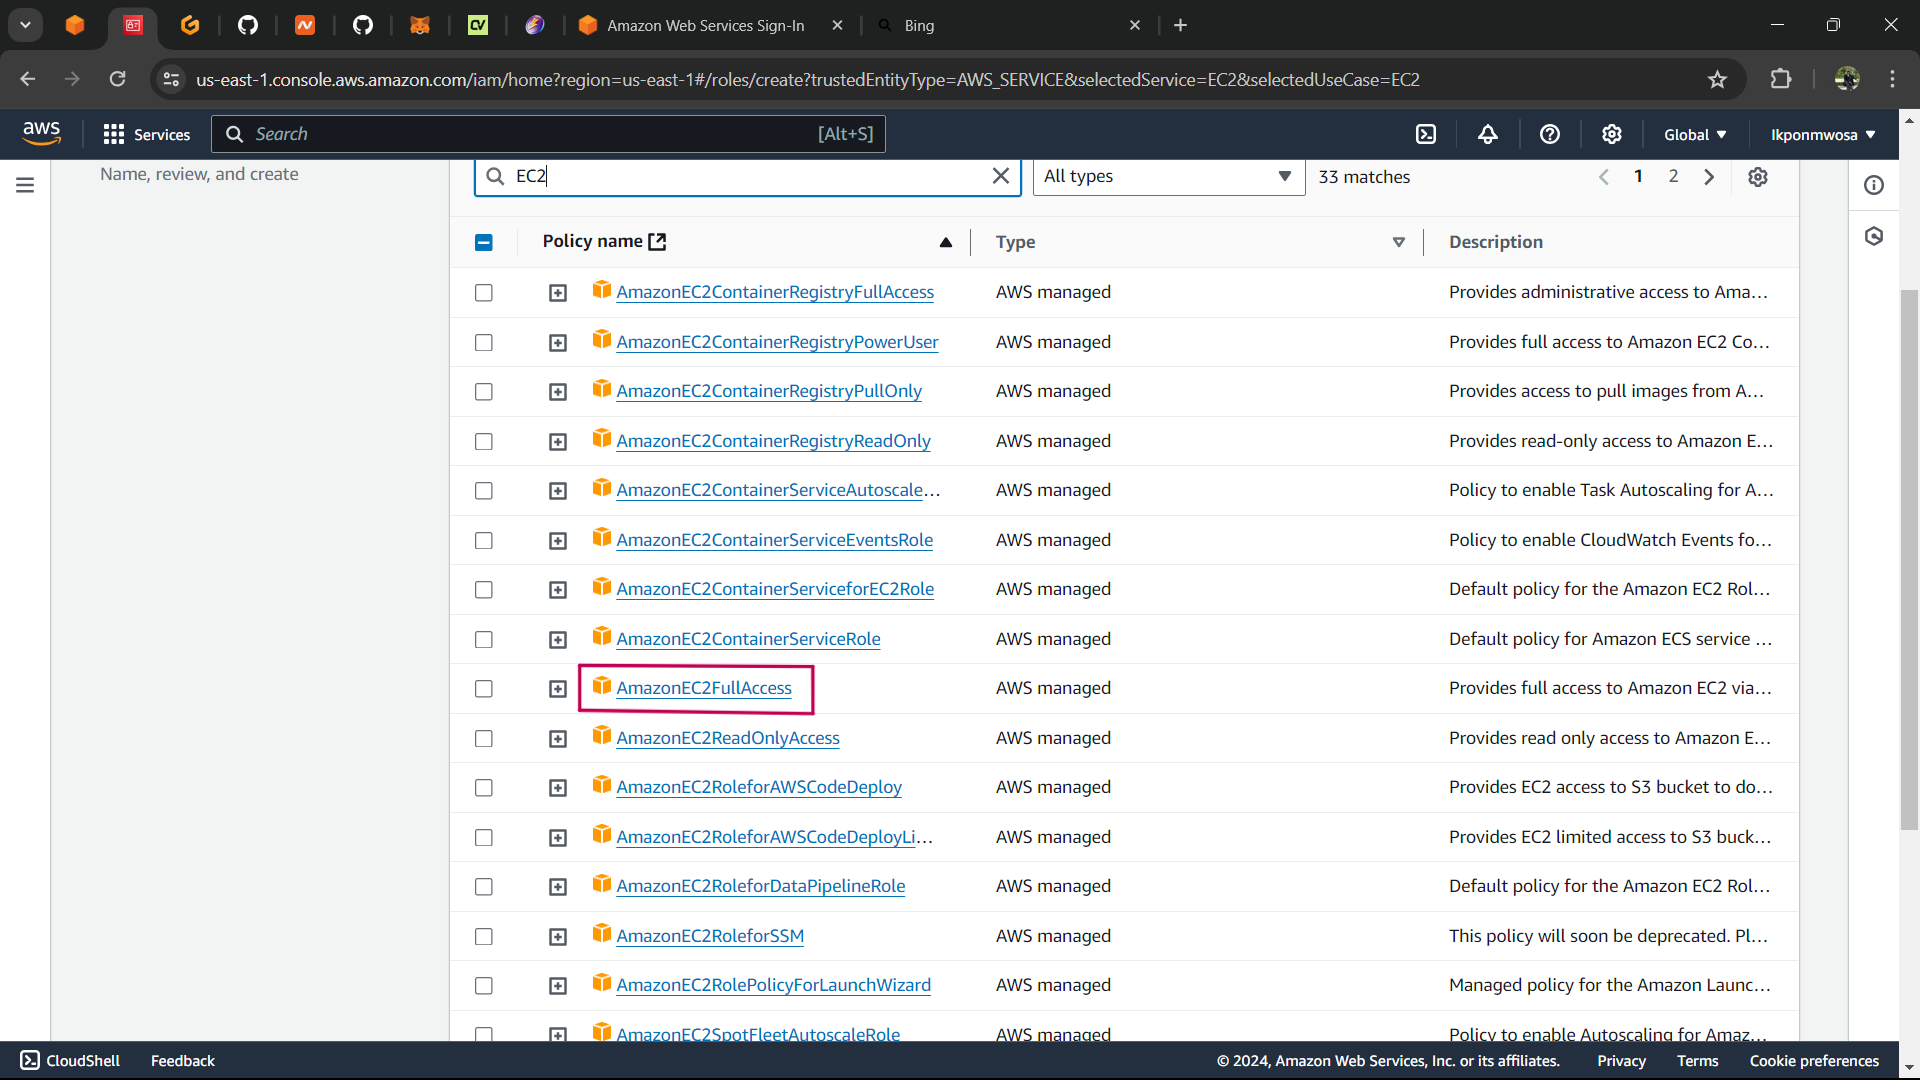 Amazon Web Services Sign-In
Bing
us-east-1.console.aws.amazon.com/iam/home?region=us-east-1#/roles/create?trustedEntityType=AWS_SERVICE&selectedService=EC2&selectedUseCase=EC2
aws
Services
Search
[Alt+S]
Global
Ikponmwosa
Name, review, and create
EC2
All types
33 matches
1
2
Policy name
Type
Description
AmazonEC2ContainerRegistryFullAccess AWS managed Provides administrative access to Ama...
AmazonEC2ContainerRegistryPowerUser AWS managed Provides full access to Amazon EC2 Co...
AmazonEC2ContainerRegistryPullOnly AWS managed Provides access to pull images from A...
AmazonEC2ContainerRegistryReadOnly AWS managed Provides read-only access to Amazon E...
AmazonEC2ContainerServiceAutoscale... AWS managed Policy to enable Task Autoscaling for A...
AmazonEC2ContainerServiceEventsRole AWS managed Policy to enable CloudWatch Events fo...
AmazonEC2ContainerServiceforEC2Role AWS managed Default policy for the Amazon EC2 Rol...
AmazonEC2ContainerServiceRole AWS managed Default policy for Amazon ECS service ...
AmazonEC2FullAccess AWS managed Provides full access to Amazon EC2 via...
AmazonEC2ReadOnlyAccess AWS managed Provides read only access to Amazon E...
AmazonEC2RoleforAWSCodeDeploy AWS managed Provides EC2 access to S3 bucket to do...
AmazonEC2RoleforAWSCodeDeployLi... AWS managed Provides EC2 limited access to S3 buck...
AmazonEC2RoleforDataPipelineRole AWS managed Default policy for the Amazon EC2 Rol...
AmazonEC2RoleforSSM AWS managed This policy will soon be deprecated. Pl...
AmazonEC2RolePolicyForLaunchWizard AWS managed Managed policy for the Amazon Launc...
AmazonEC2SpotFleetAutoscaleRole AWS managed Policy to enable Autoscaling for Amaz...
CloudShell
Feedback
© 2024, Amazon Web Services, Inc. or its affiliates.
Privacy
Terms
Cookie preferences